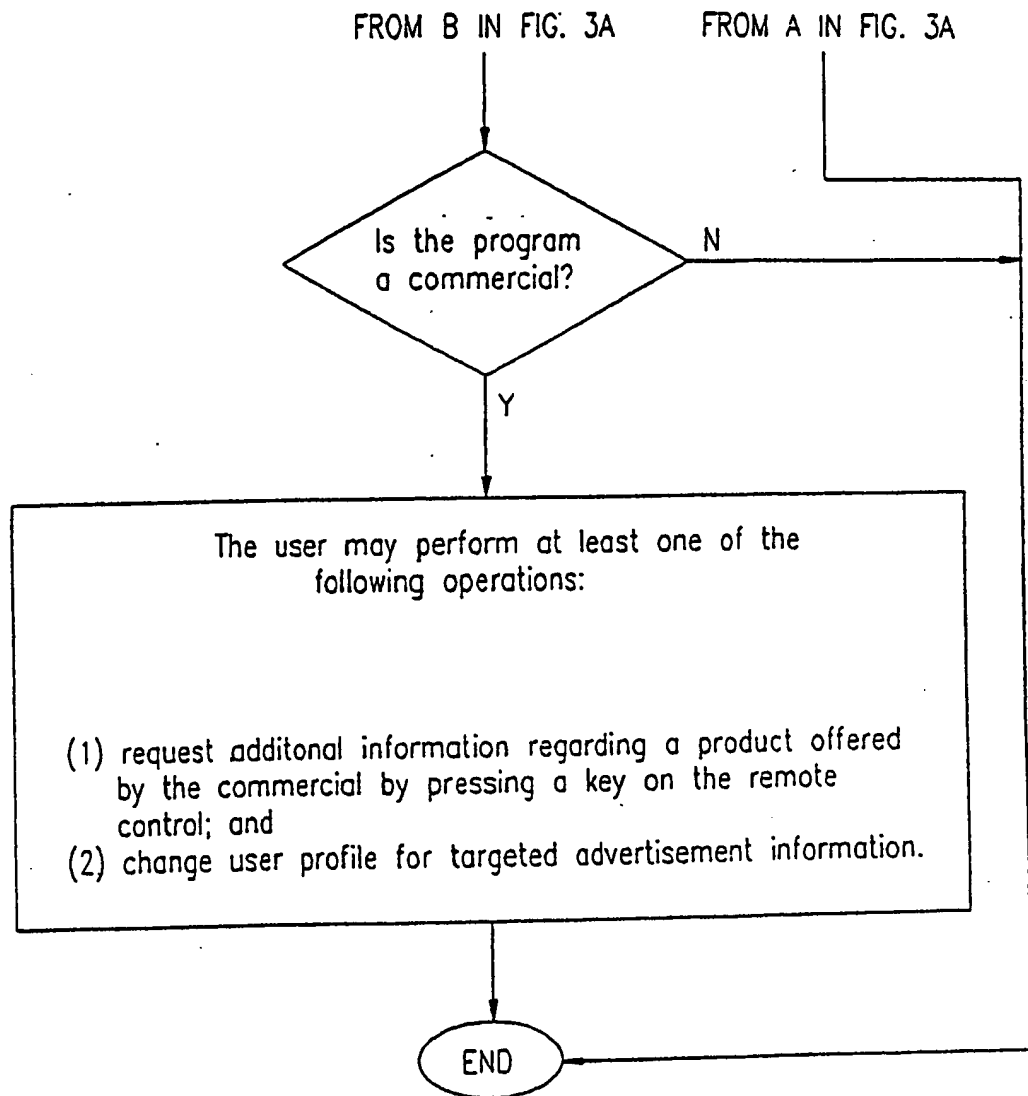 FROM B IN FIG. 3A
FROM A IN FIG. 3A
Is the program
a commercial?
N
Y
The user may perform at least one of the
following operations:
(1) request additonal information regarding a product offered
by the commercial by pressing a key on the remote
control; and
(2) change user profile for targeted advertisement information.
END